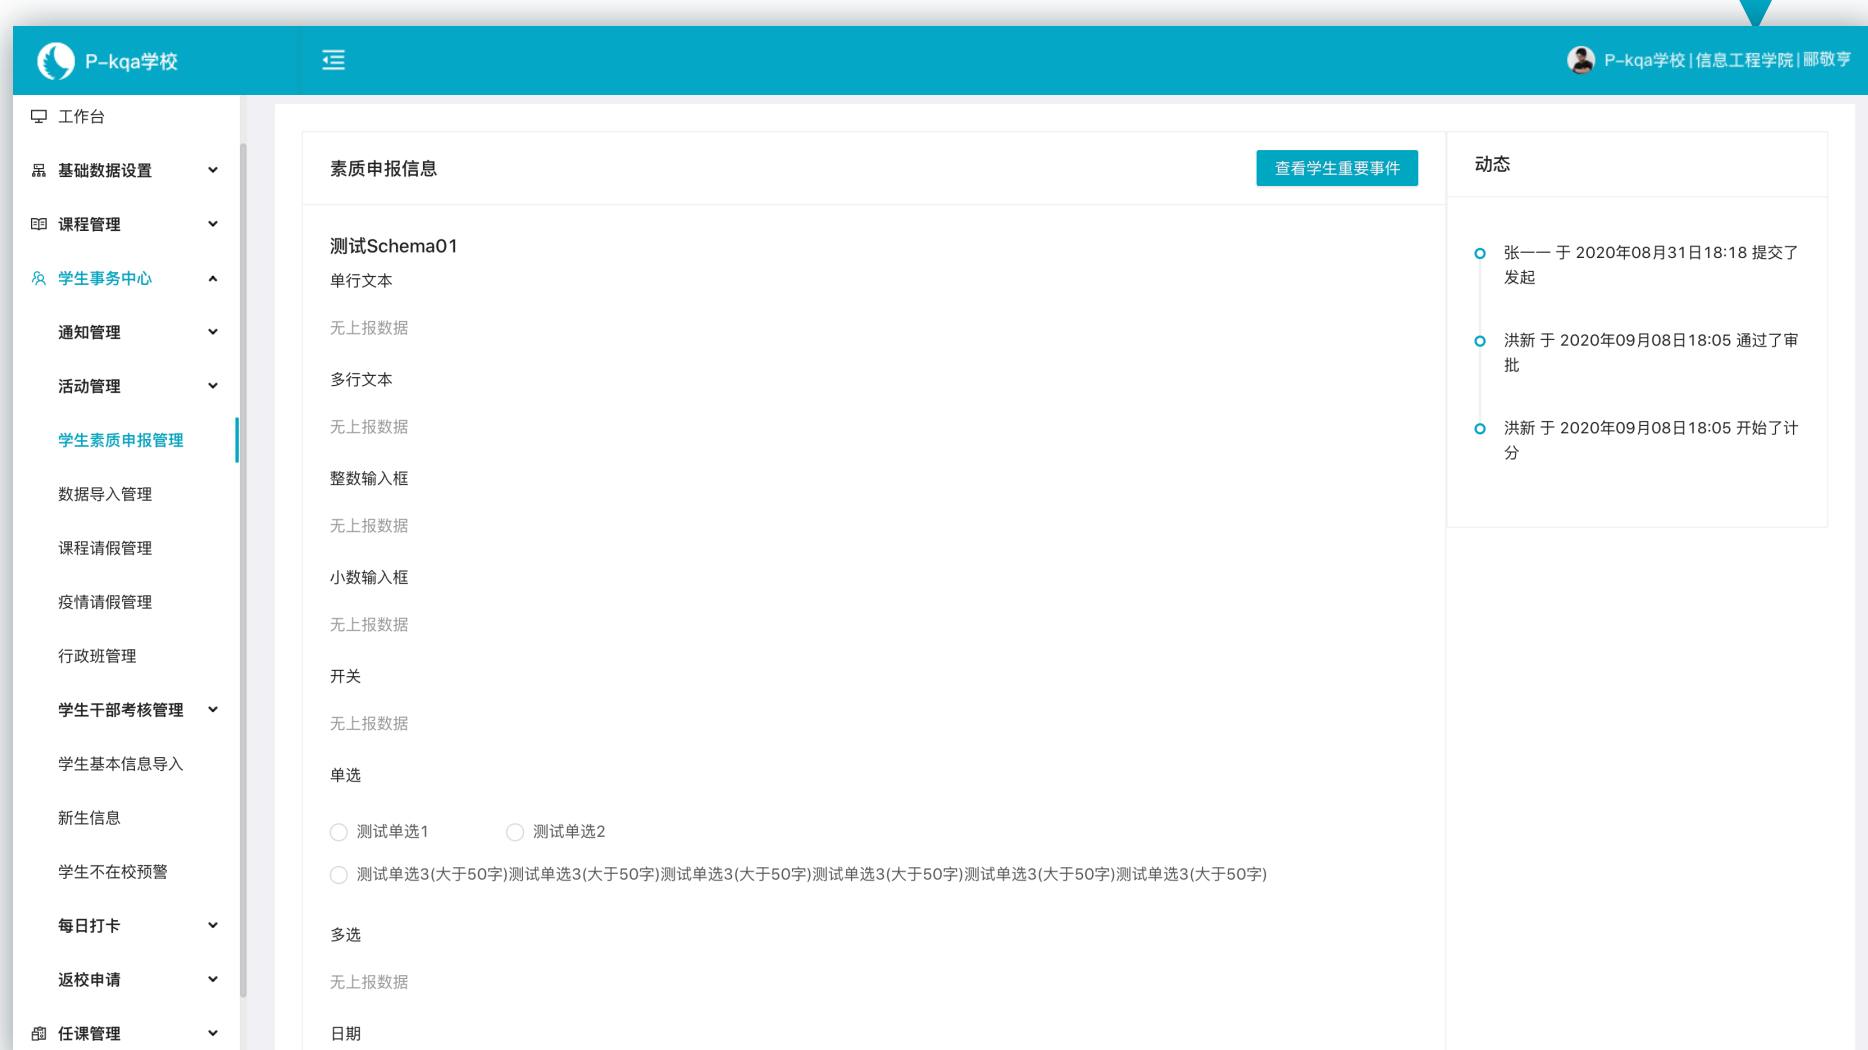 P-kqa学校
P-kqa学校|信息工程学院|郦敬亨
工作台
基础数据设置
课程管理
学生事务中心
通知管理
活动管理
学生素质申报管理
数据导入管理
课程请假管理
疫情请假管理
行政班管理
学生干部考核管理
学生基本信息导入
新生信息
学生不在校预警
每日打卡
返校申请
任课管理
素质申报信息
查看学生重要事件
测试Schema01
单行文本
无上报数据
多行文本
无上报数据
整数输入框
无上报数据
小数输入框
无上报数据
开关
无上报数据
单选
测试单选1 测试单选2
测试单选3(大于50字)测试单选3(大于50字)测试单选3(大于50字)测试单选3(大于50字)测试单选3(大于50字)测试单选3(大于50字)
多选
无上报数据
日期
动态
张一一 于 2020年08月31日18:18 提交了
发起
洪新 于 2020年09月08日18:05 通过了审
批
洪新 于 2020年09月08日18:05 开始了计
分